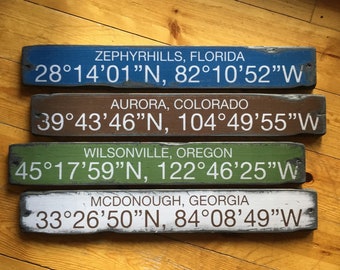 ZEPHYRHILLS, FLORIDA
28°14'01"N, 82°10'52"W
AURORA, COLORADO
39°43'46"N, 104°49'55"W
WILSONVILLE, OREGON
45°17'59"N, 122°46'25"W
MCDONOUGH, GEORGIA
33°26'50"N, 84°08'49"W